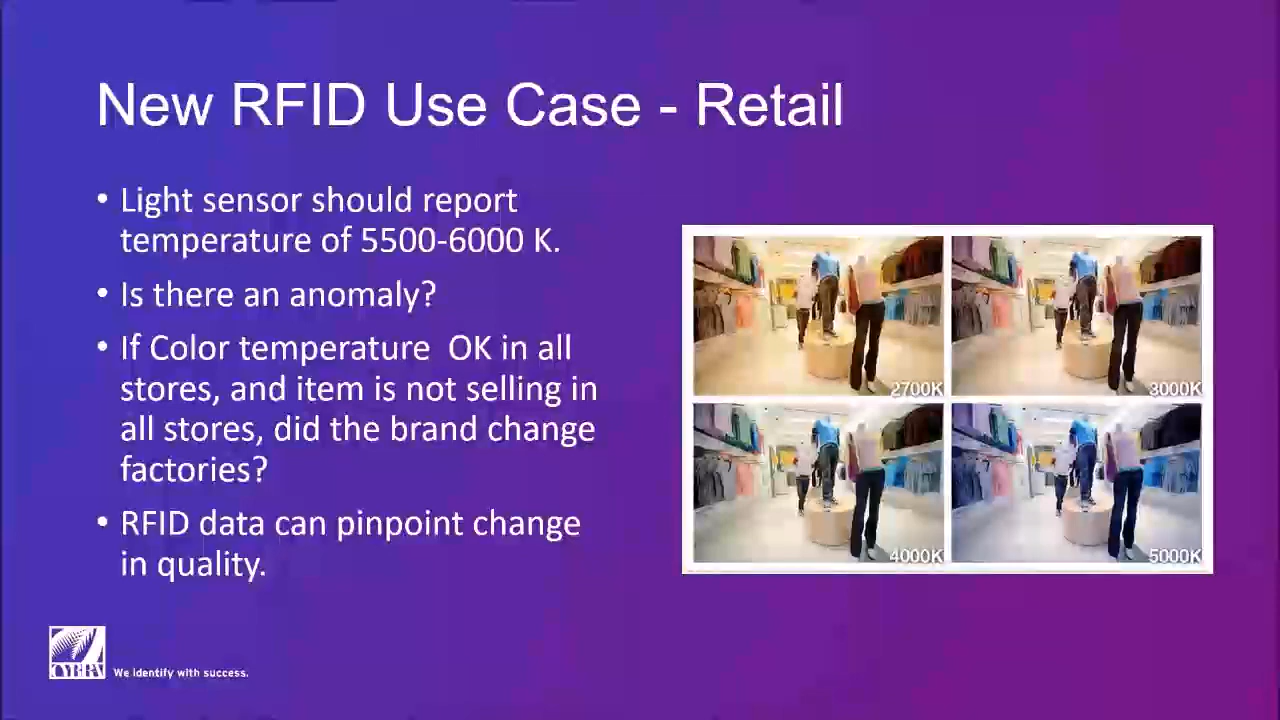 New RFID Use Case - Retail
• Light sensor should report
temperature of 5500-6000 K.
• Is there an anomaly?
• If Color temperature  OK in all
stores, and item is not selling in
all stores, did the brand change
factories?
• RFID data can pinpoint change
in quality.
2700K
3000K
4000K
5000K
CYBRA
We identify with success.